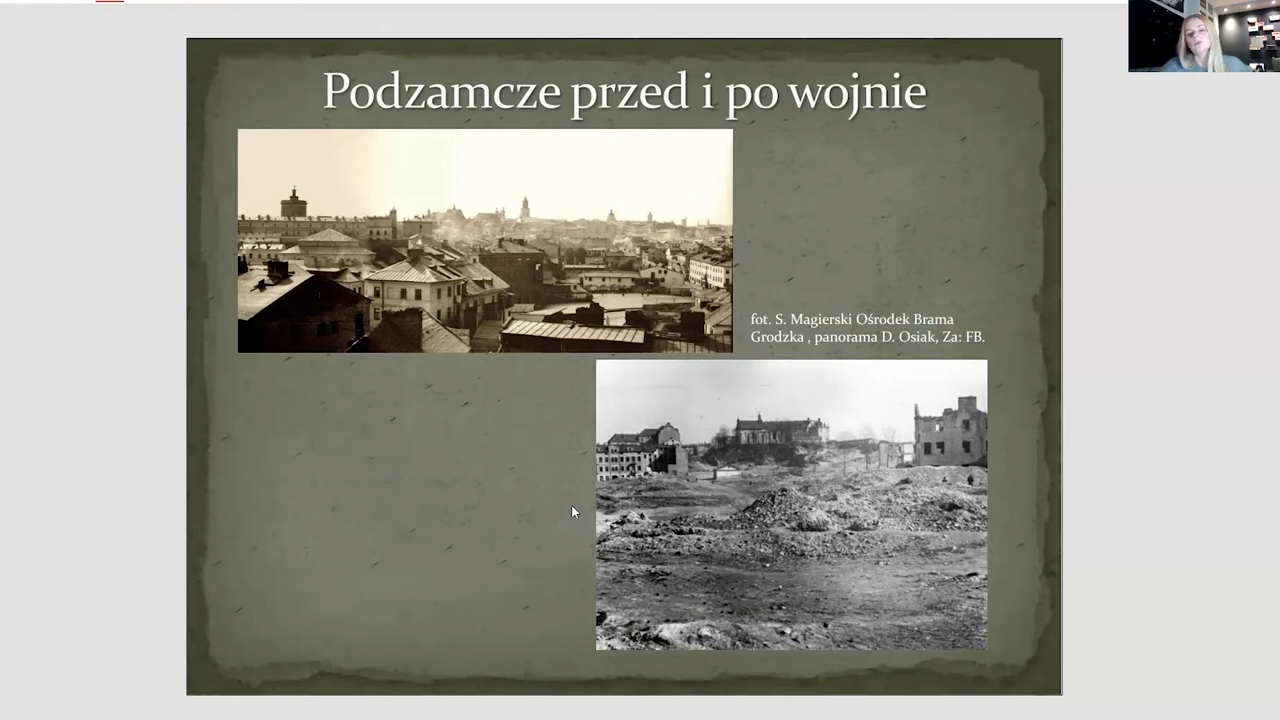 Podzamcze przed i po wojnie
fot. S. Magierski Ośrodek Brama
Grodzka , panorama D. Osiak, Za: FB.